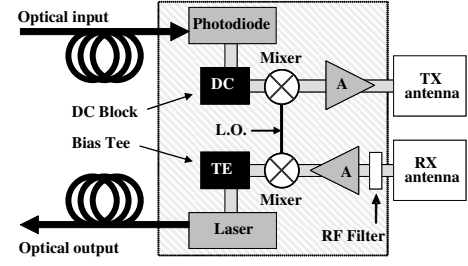 Optical input
Photodiode
Mixer
DC
A
TX
antenna
DC Block
L.O.
Bias Tee
TE
A
RX
antenna
Mixer
Laser
RF Filter
Optical output